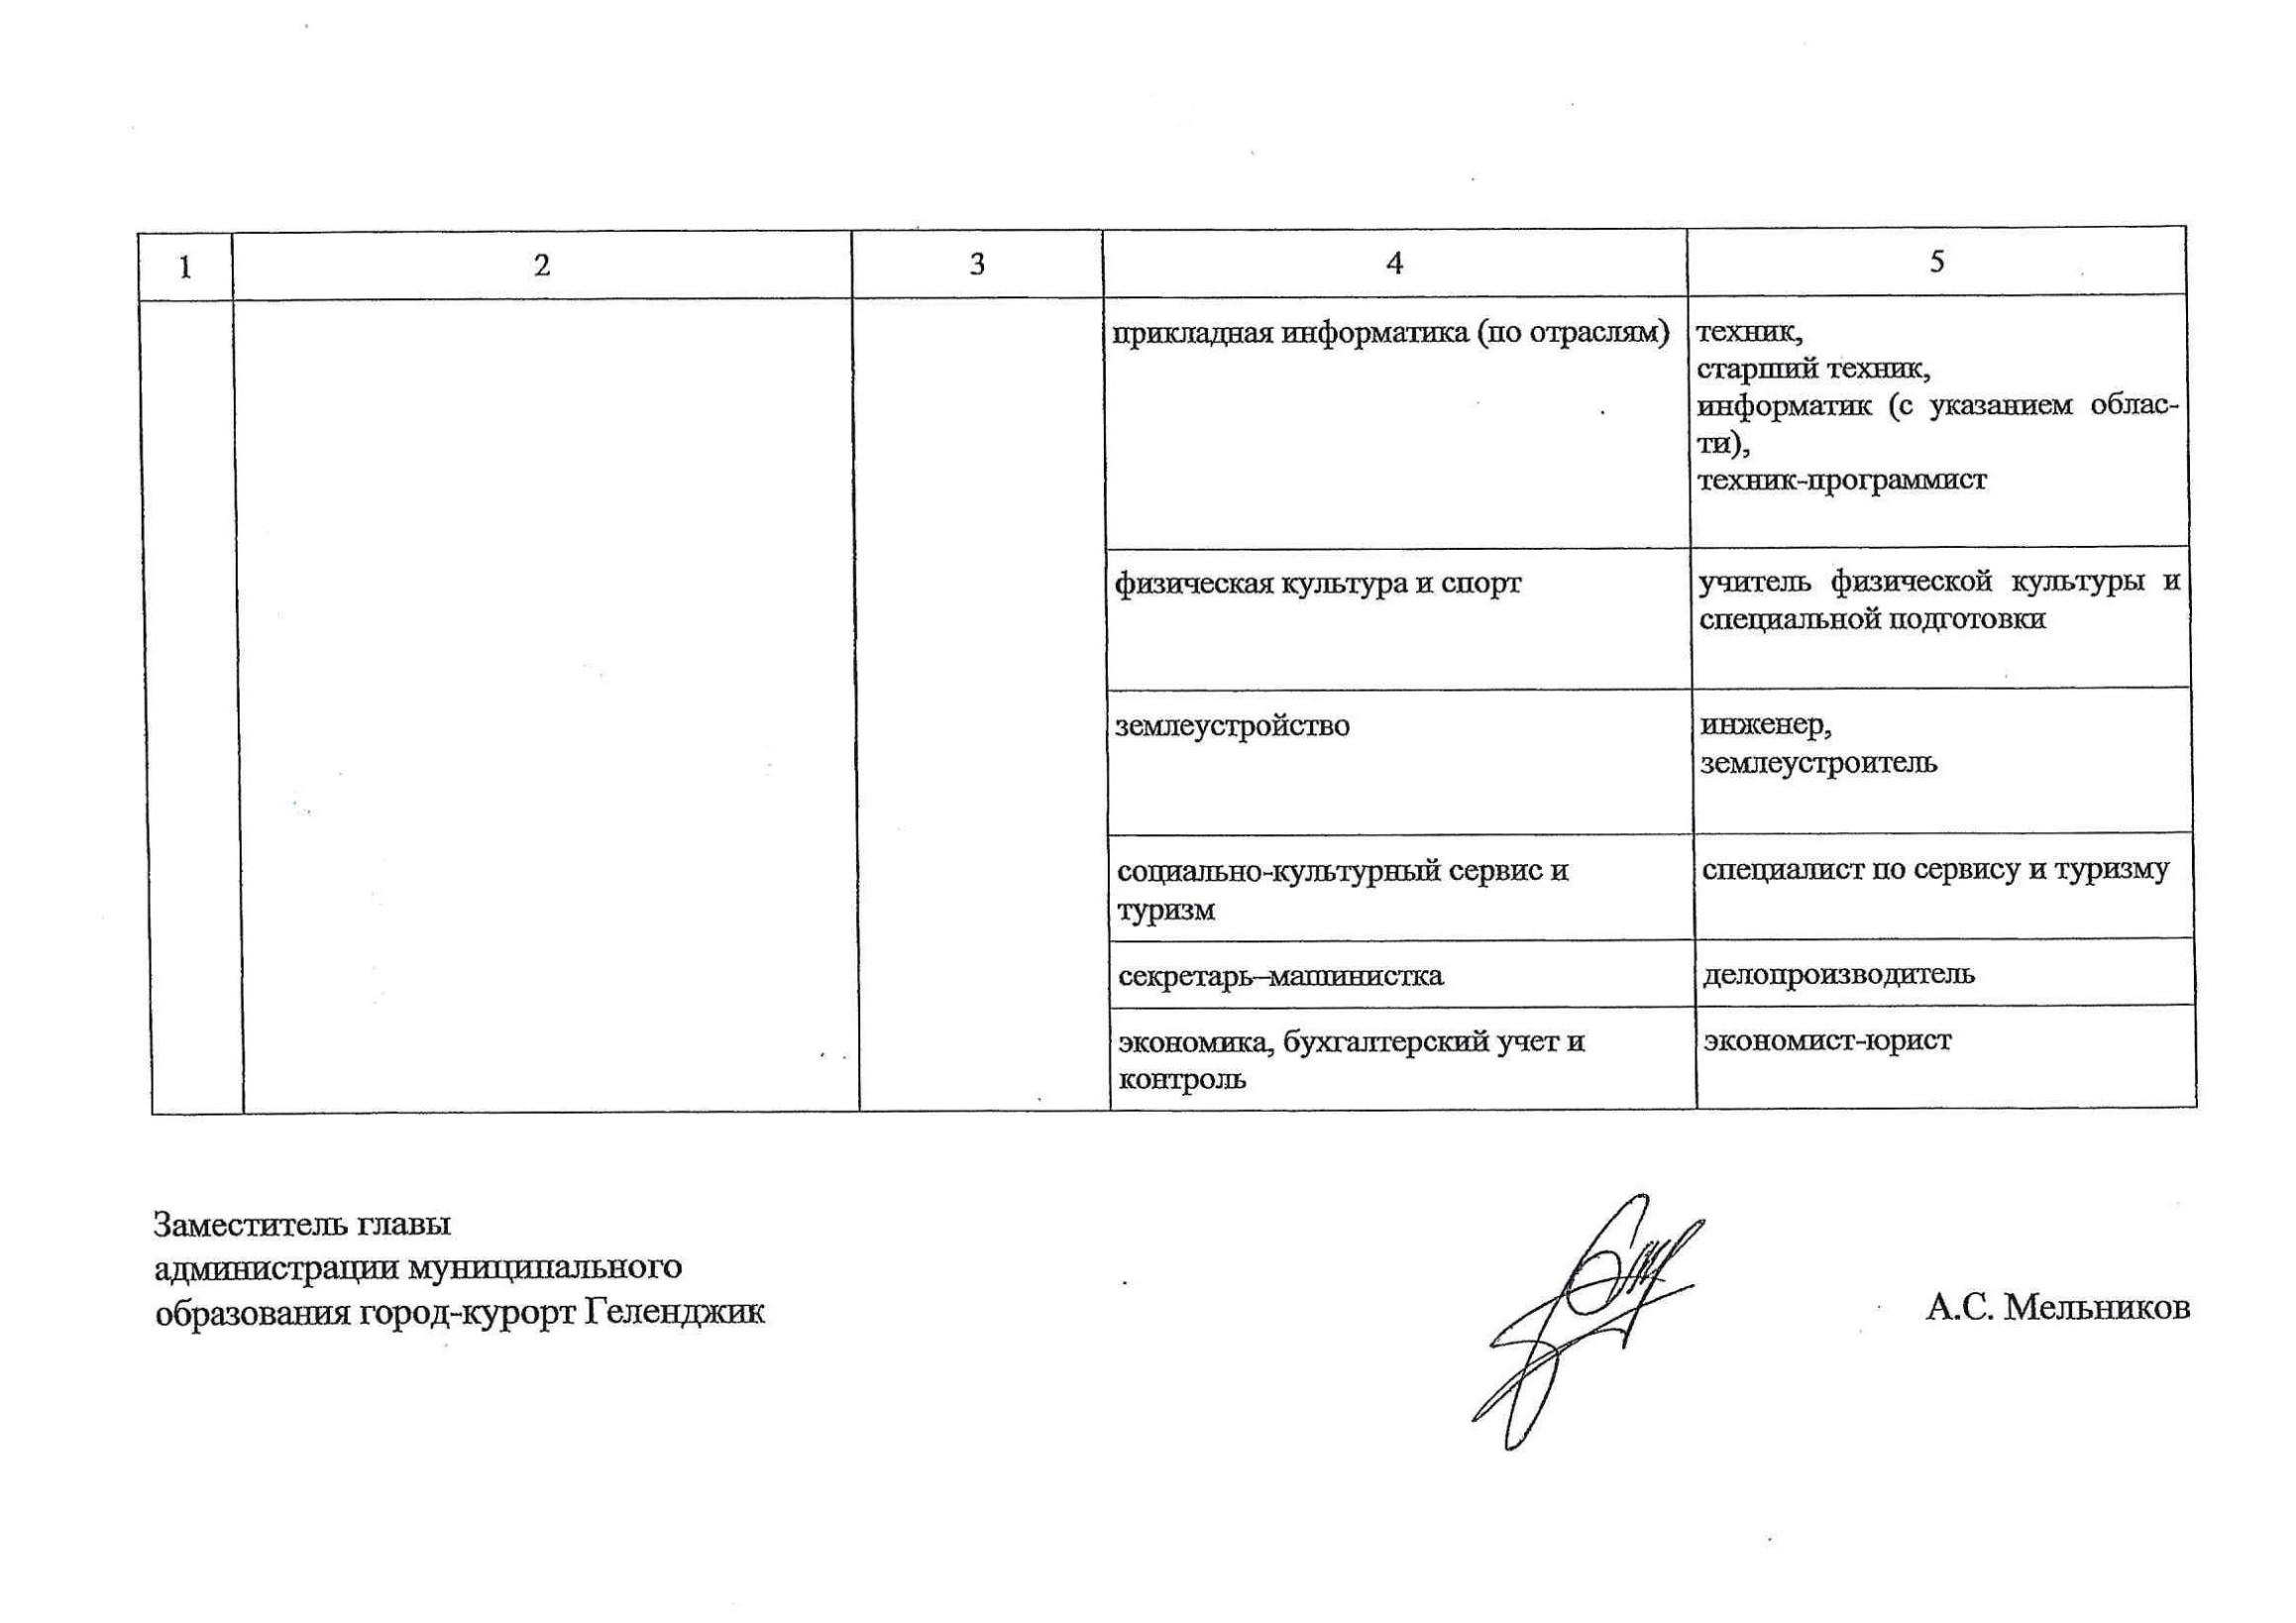 1 2 3 4 5
прикладная информатика (по отраслям) техник,
старший техник,
информатик (с указанием облас-
ти),
техник-программист
физическая культура и спорт учитель физической культуры и
специальной подготовки
землеустройство инженер,
землеустроитель
социально-культурный сервис и специалист по сервису и туризму
туризм
секретарь–машинистка делопроизводитель
экономика, бухгалтерский учет и экономист-юрист
контроль
Заместитель главы
администрации муниципального
образования город-курорт Геленджик А.С. Мельников